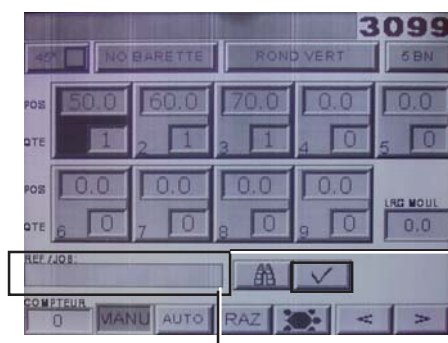 3099
45° NO BARETTE ROND VERT 5 BN
POS 50.0 60.0 70.0 0.0 0.0
QTE 1 2 1 3 1 4 0 5 0
POS 0.0 0.0 0.0 0.0
LRG MOUL
QTE 6 0 7 0 8 0 9 0 0.0
REF/JOB:
COMPTEUR
0 MANU AUTO RAZ < >